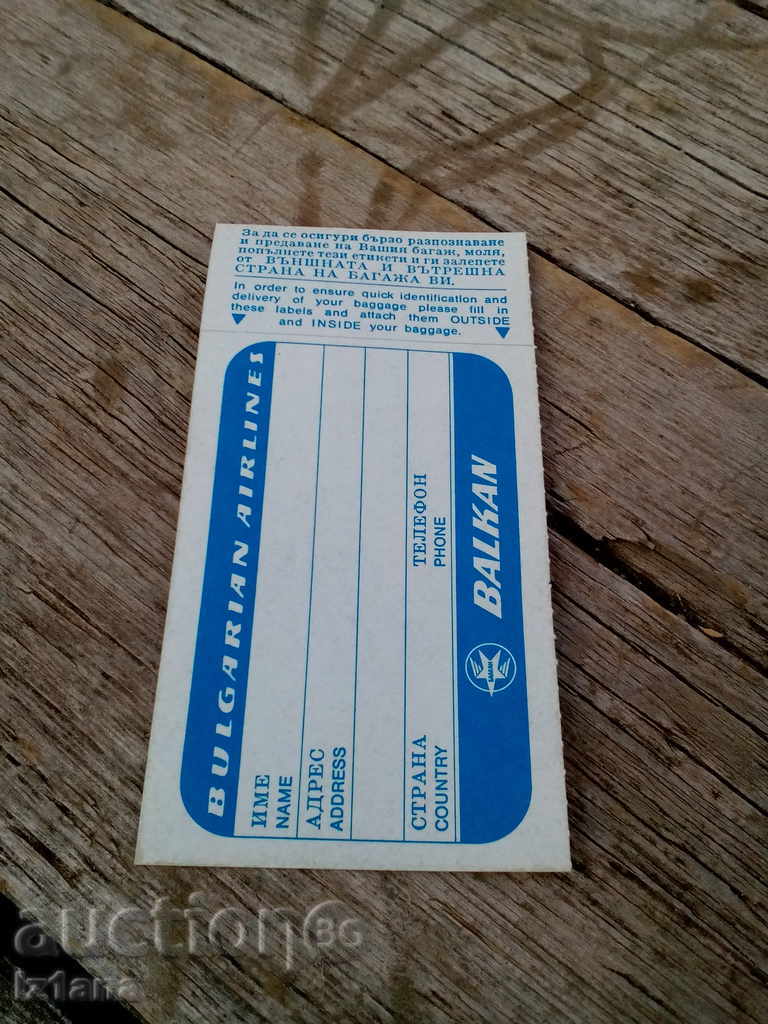 За да се осигури бързо разпознаване
и предаване на Вашия багаж, моля,
попълнете тези етикети и ги залепете
от ВЪНШНАТА И ВЪТРЕШНА
СТРАНА НА БАГАЖА ВИ.
In order to ensure quick identification and
delivery of your baggage please fill in
these labels and attach them OUTSIDE
and INSIDE your baggage.
BULGARIAN AIRLINES
ИМЕ
NAME
АДРЕС
ADDRESS
СТРАНА
COUNTRY
ТЕЛЕФОН
PHONE
BALKAN
auction BG
iz1ana